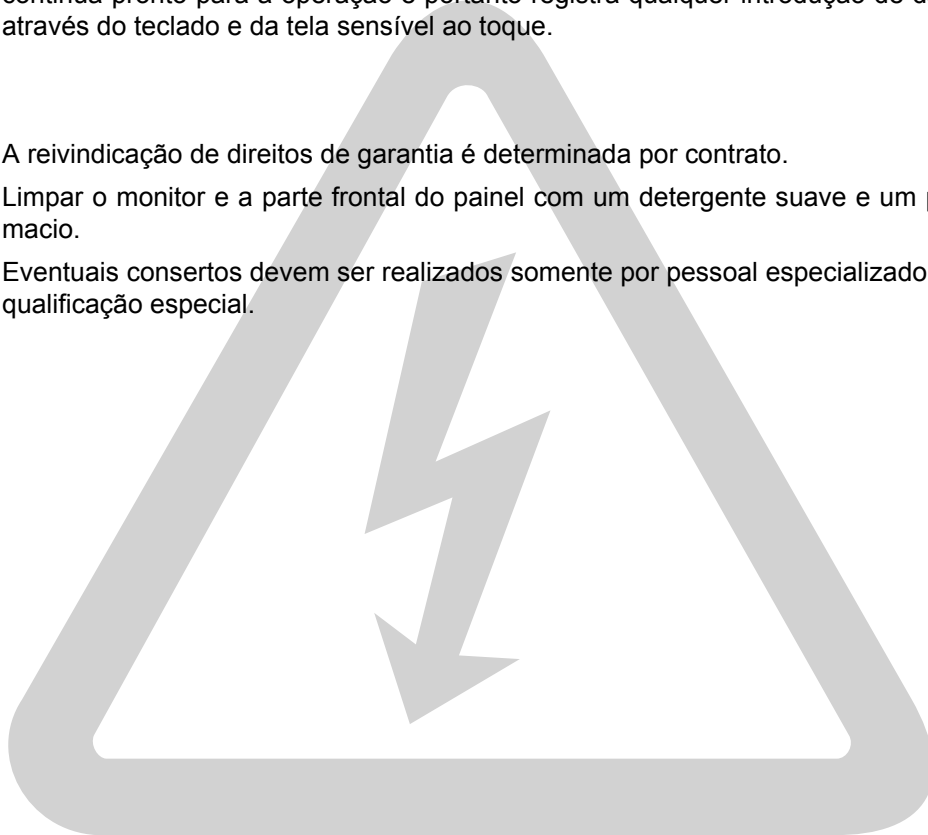 através do teclado e da tela sensível ao toque.
A reivindicação de direitos de garantia é determinada por contrato.
Limpar o monitor e a parte frontal do painel com um detergente suave e um
macio.
Eventuais consertos devem ser realizados somente por pessoal especializado
qualificação especial.